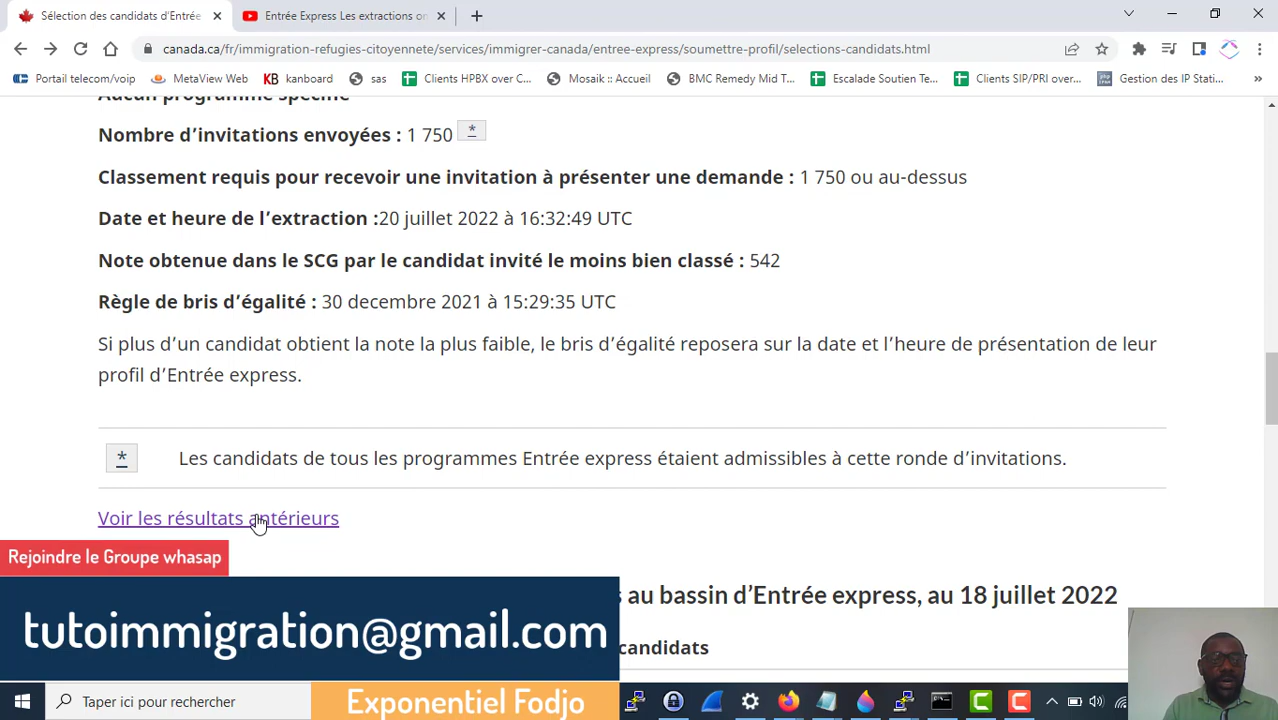 Sélection des candidats d'Entrée
Entrée Express Les extractions on
canada.ca/fr/immigration-refugies-citoyennete/services/immigrer-canada/entree-express/soumettre-profil/selections-candidats.html
Portail telecom/voip
MetaView Web
KB kanboard
sas
Clients HPBX over C...
Mosaik :: Accueil
BMC Remedy Mid T...
Escalade Soutien Te...
Clients SIP/PRI over...
Gestion des IP Stati...
»
Aucun programme spécifié
Nombre d'invitations envoyées : 1 750 *
Classement requis pour recevoir une invitation à présenter une demande : 1 750 ou au-dessus
Date et heure de l'extraction :20 juillet 2022 à 16:32:49 UTC
Note obtenue dans le SCG par le candidat invité le moins bien classé : 542
Règle de bris d'égalité : 30 decembre 2021 à 15:29:35 UTC
Si plus d'un candidat obtient la note la plus faible, le bris d'égalité reposera sur la date et l'heure de présentation de leur
profil d'Entrée express.
* Les candidats de tous les programmes Entrée express étaient admissibles à cette ronde d'invitations.
Voir les résultats antérieurs
Rejoindre le Groupe whasap
s au bassin d'Entrée express, au 18 juillet 2022
tutoimmigration@gmail.com
candidats
Taper ici pour rechercher
Exponentiel Fodjo